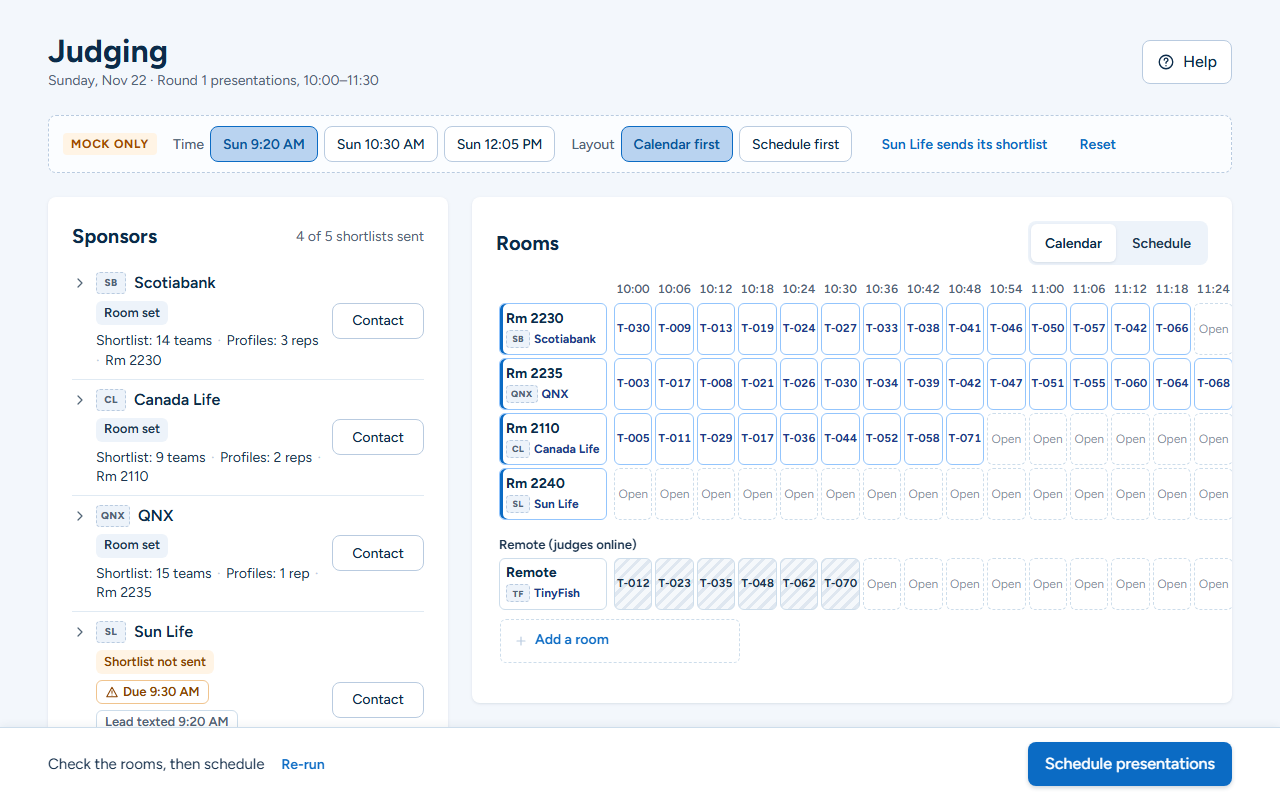 Judging
Sunday, Nov 22 · Round 1 presentations, 10:00–11:30
Help
MOCK ONLY Time Sun 9:20 AM Sun 10:30 AM Sun 12:05 PM Layout Calendar first Schedule first Sun Life sends its shortlist Reset
Sponsors 4 of 5 shortlists sent
SB Scotiabank
Room set
Contact
Shortlist: 14 teams · Profiles: 3 reps
· Rm 2230
CL Canada Life
Room set
Contact
Shortlist: 9 teams · Profiles: 2 reps ·
Rm 2110
QNX QNX
Room set
Contact
Shortlist: 15 teams · Profiles: 1 rep ·
Rm 2235
SL Sun Life
Shortlist not sent
Due 9:30 AM
Contact
Lead texted 9:20 AM
Rooms Calendar Schedule
10:00 10:06 10:12 10:18 10:24 10:30 10:36 10:42 10:48 10:54 11:00 11:06 11:12 11:18 11:24
Rm 2230
SB Scotiabank
T-030 T-009 T-013 T-019 T-024 T-027 T-033 T-038 T-041 T-046 T-050 T-057 T-042 T-066 Open
Rm 2235
QNX QNX
T-003 T-017 T-008 T-021 T-026 T-030 T-034 T-039 T-042 T-047 T-051 T-055 T-060 T-064 T-068
Rm 2110
CL Canada Life
T-005 T-011 T-029 T-017 T-036 T-044 T-052 T-058 T-071 Open Open Open Open Open Open
Rm 2240
SL Sun Life
Open Open Open Open Open Open Open Open Open Open Open Open Open Open Open
Remote (judges online)
Remote
TF TinyFish
T-012 T-023 T-035 T-048 T-062 T-070 Open Open Open Open Open Open Open Open Open
+ Add a room
Check the rooms, then schedule Re-run
Schedule presentations